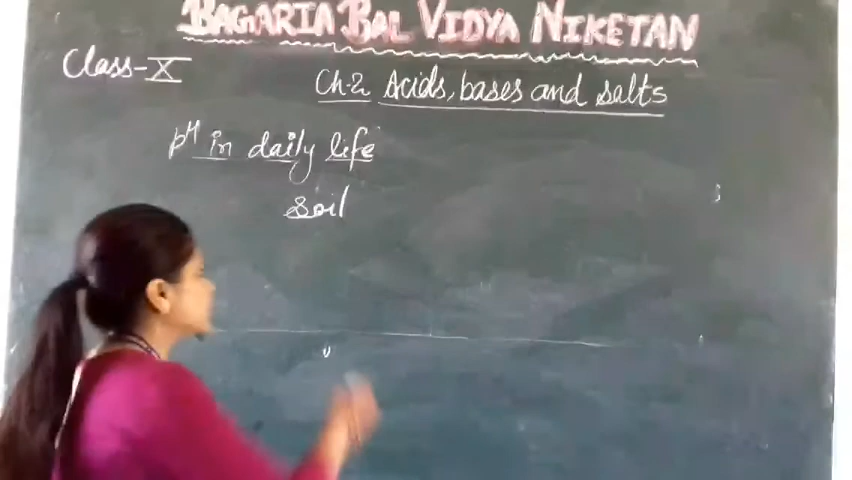 BAGARIA BAL VIDYA NIKETAN
Class-X
Ch.2 Acids, bases and salts
pH in daily life
soil